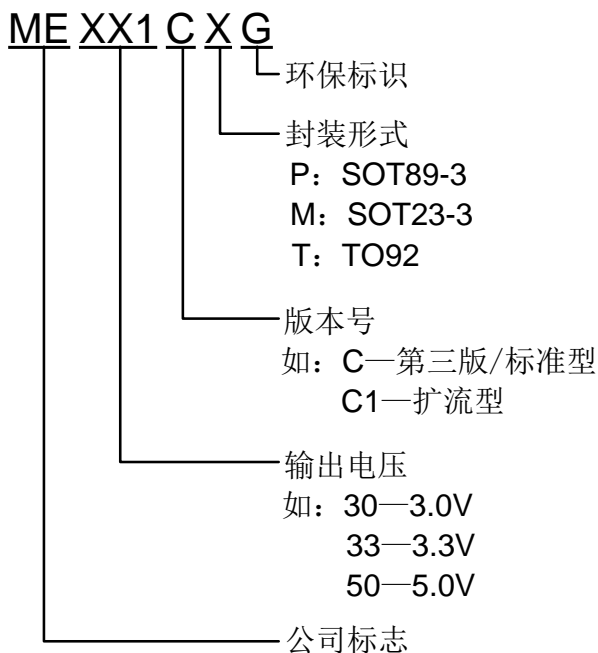 ME XX1 C X G
环保标识
封装形式
P：SOT89-3
M：SOT23-3
T：TO92
版本号
如：C—第三版/标准型
C1—扩流型
输出电压
如：30—3.0V
33—3.3V
50—5.0V
公司标志